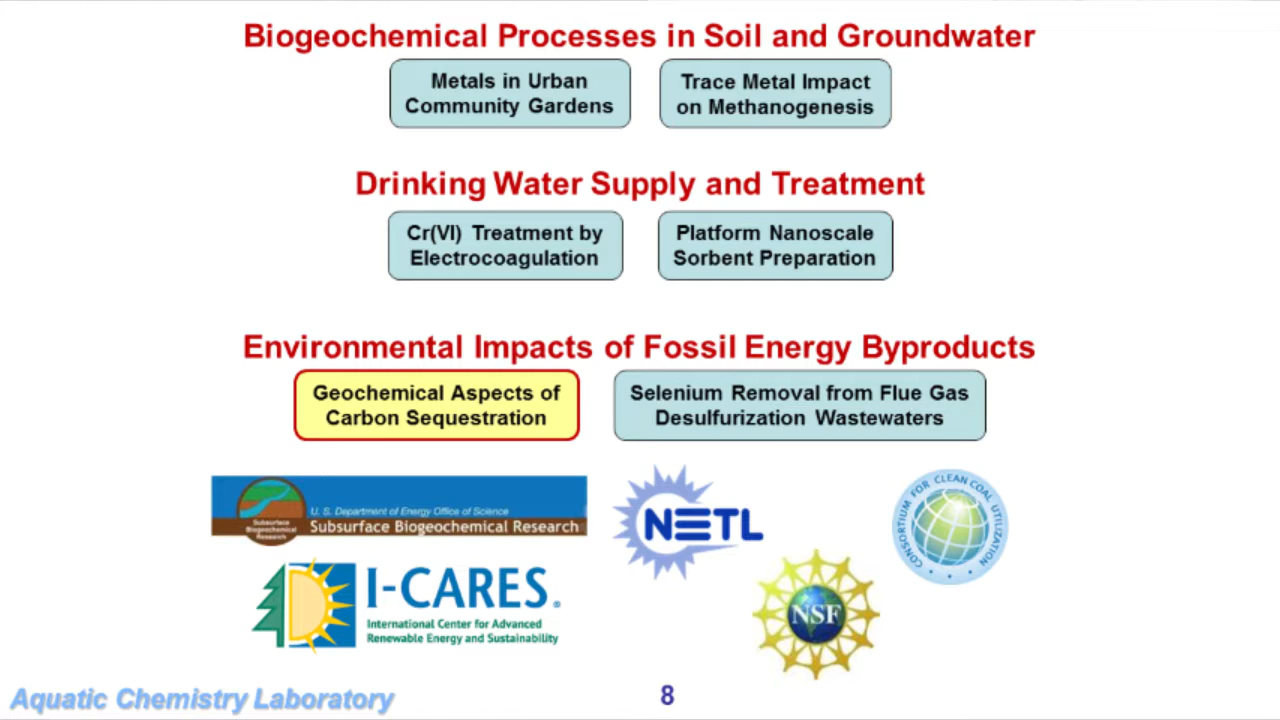 Biogeochemical Processes in Soil and Groundwater
Metals in Urban
Community Gardens
Trace Metal Impact
on Methanogenesis
Drinking Water Supply and Treatment
Cr(VI) Treatment by
Electrocoagulation
Platform Nanoscale
Sorbent Preparation
Environmental Impacts of Fossil Energy Byproducts
Geochemical Aspects of
Carbon Sequestration
Selenium Removal from Flue Gas
Desulfurization Wastewaters
Subsurface
Biogeochemical
Research
U. S. Department of Energy Office of Science
Subsurface Biogeochemical Research
NETL
CONSORTIUM FOR CLEAN COAL UTILIZATION
I-CARES®
International Center for Advanced
Renewable Energy and Sustainability
NSF
Aquatic Chemistry Laboratory
8